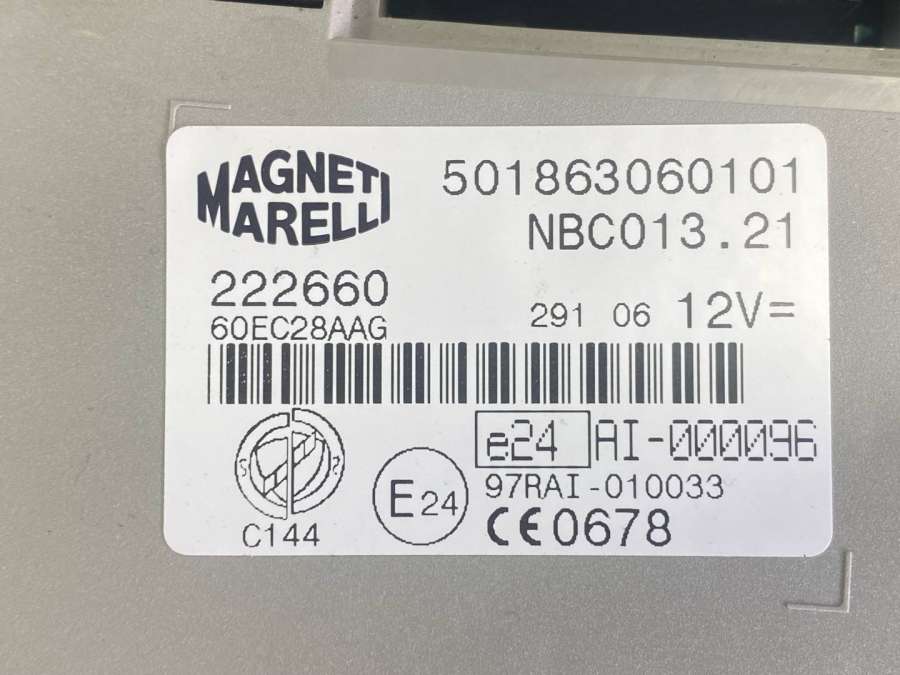 MAGNETI MARELLI
501863060101
NBC013.21
222660
60EC28AAG
291 06 12V=
e24 AI-000096
97RAI-010033
E24
C144
CE0678